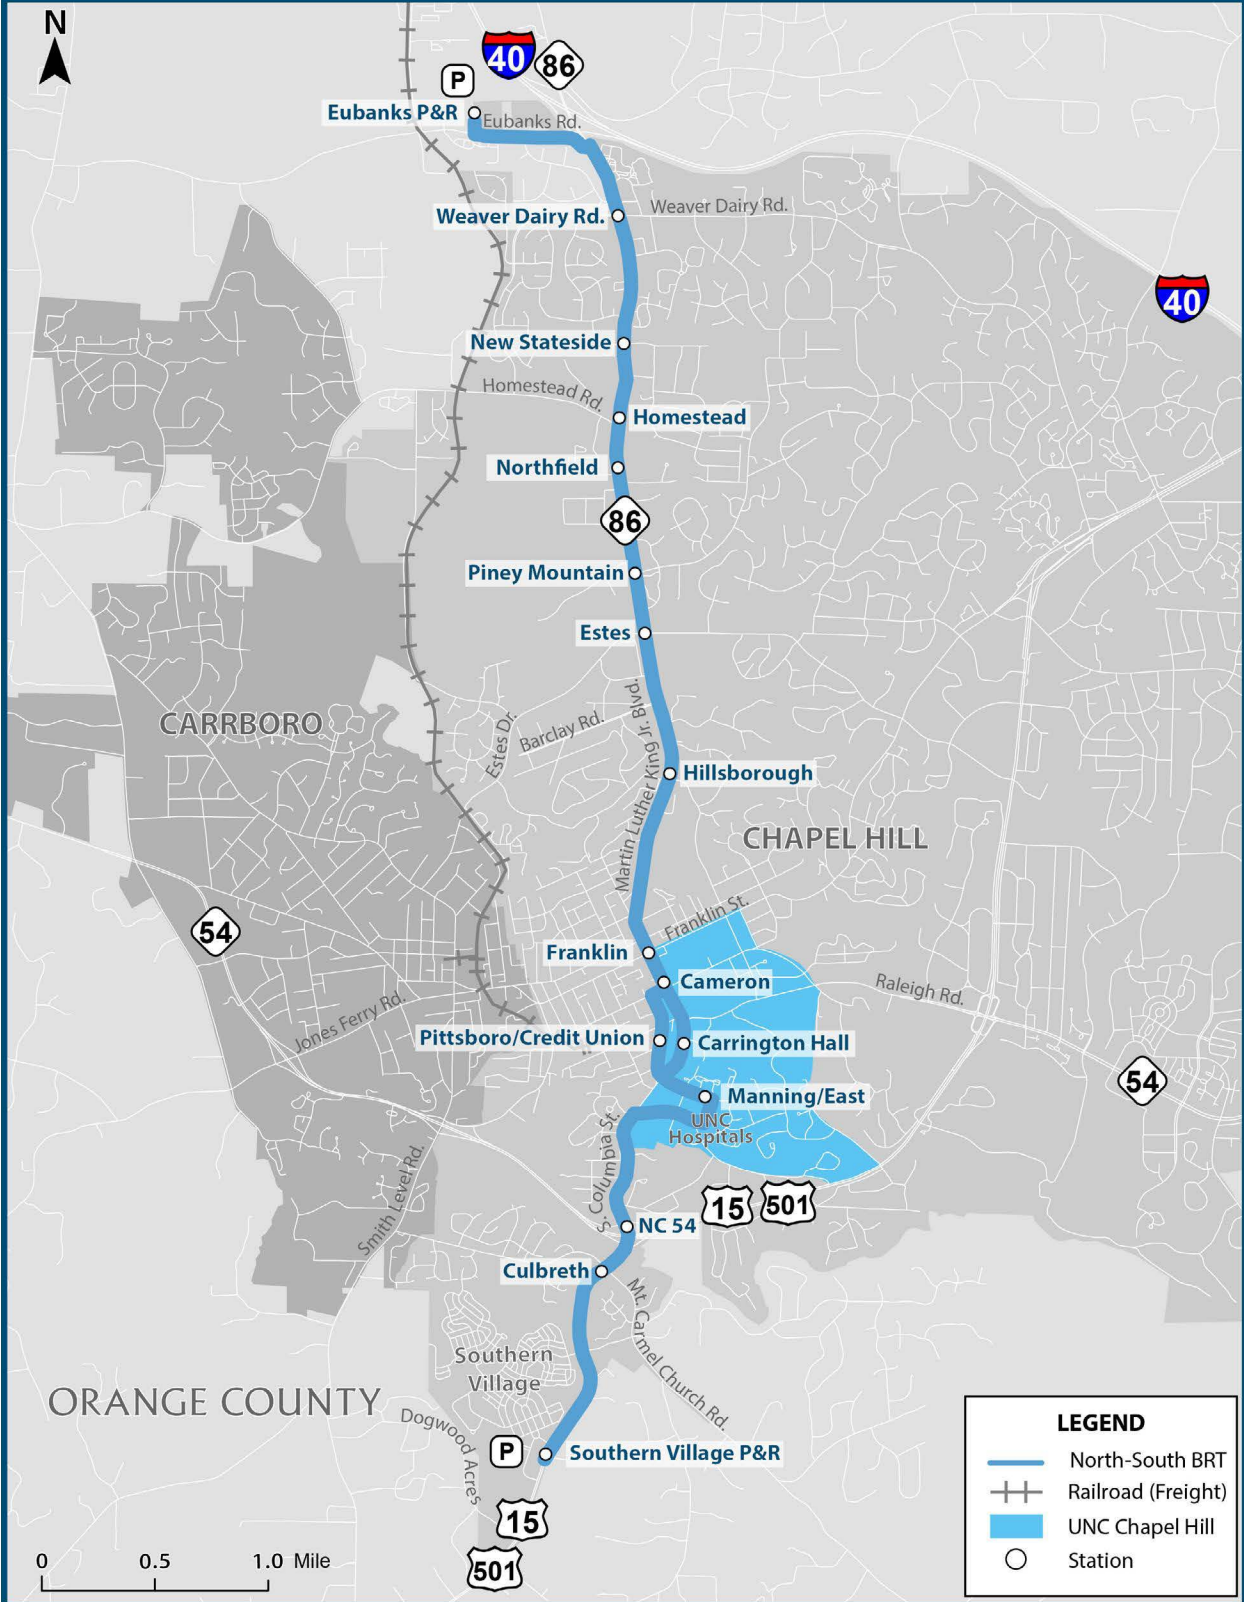 N
40
86
P
Eubanks P&R
Eubanks Rd.
Weaver Dairy Rd.
Weaver Dairy Rd.
40
New Stateside
Homestead Rd.
Homestead
Northfield
86
Piney Mountain
Estes
CARRBORO
Estes Dr.
Barclay Rd.
Martin Luther King Jr. Blvd.
Hillsborough
CHAPEL HILL
54
Franklin St.
Franklin
Cameron
Raleigh Rd.
Jones Ferry Rd.
Pittsboro/Credit Union
Carrington Hall
54
Manning/East
UNC
Hospitals
S. Columbia St.
Smith Level Rd.
15
501
NC 54
Culbreth
Mt. Carmel Church Rd.
Southern
Village
ORANGE COUNTY
Dogwood Acres
P
Southern Village P&R
15
501
0 0.5 1.0 Mile
LEGEND
North-South BRT
Railroad (Freight)
UNC Chapel Hill
Station